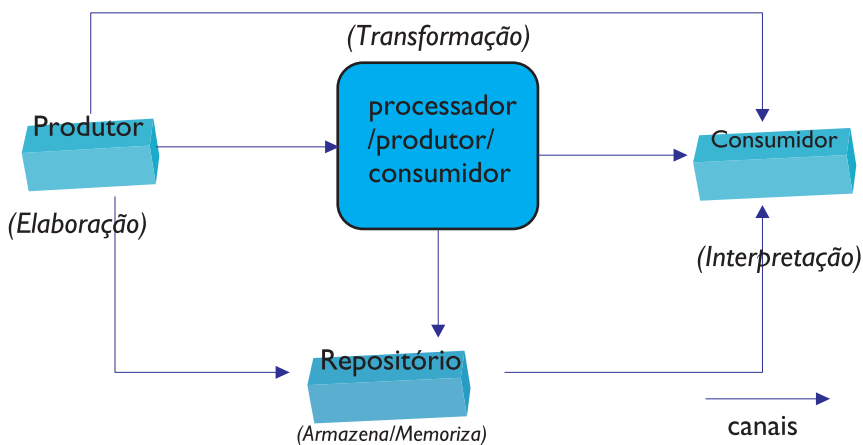 (Transformação)
processador
/produtor/
consumidor
Produtor
Consumidor
(Elaboração)
(Interpretação)
Repositório
(Armazena/Memoriza)
canais